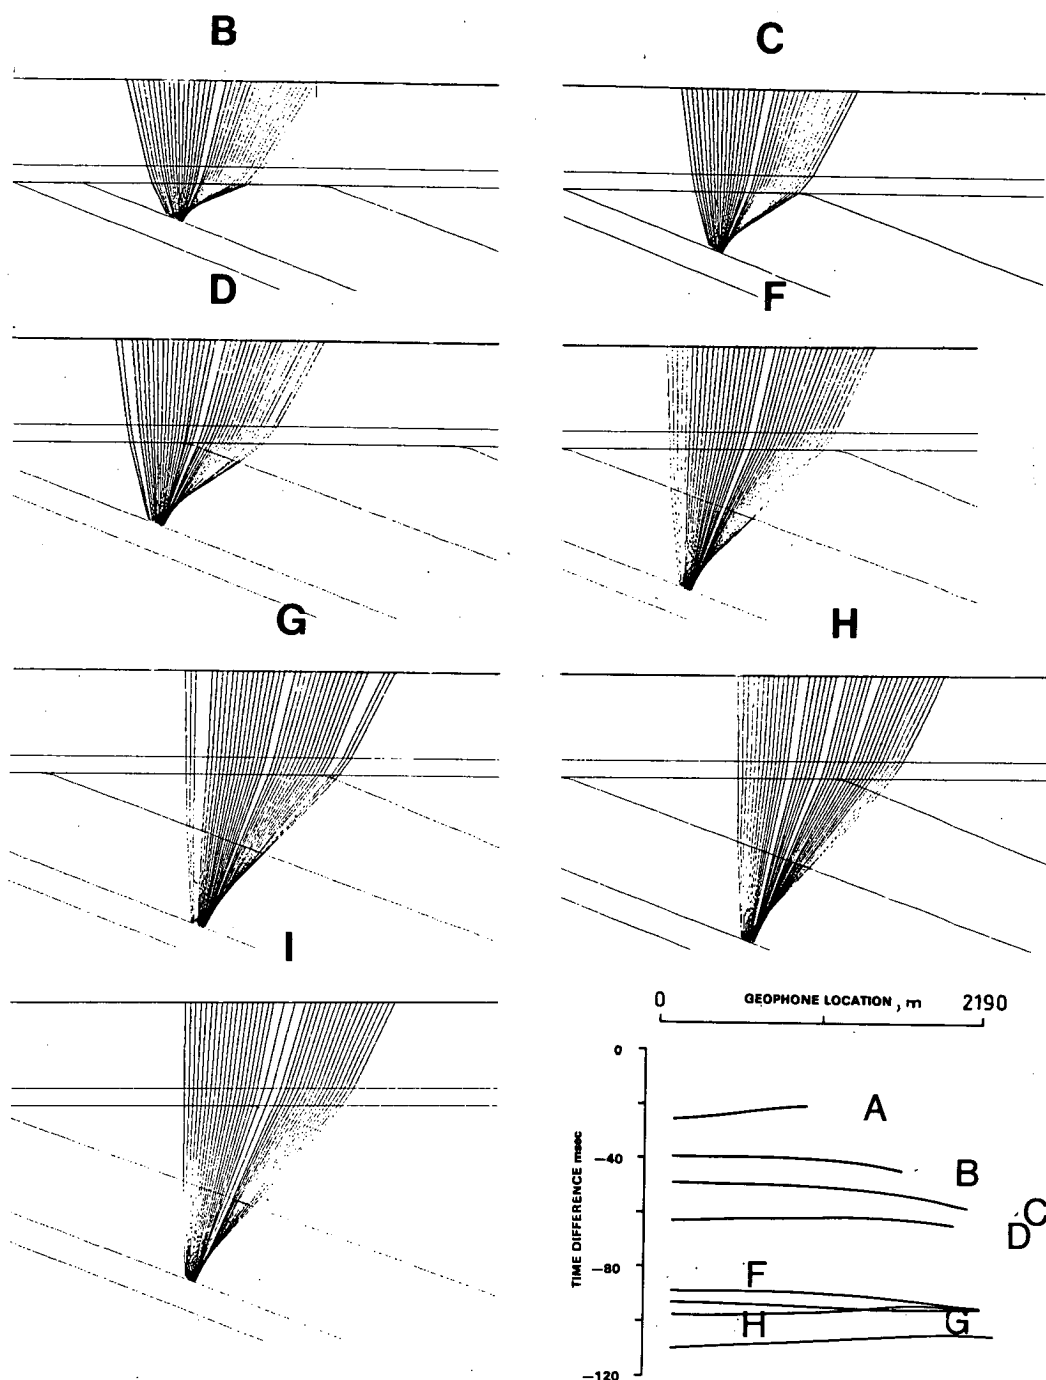 B
C
D
F
G
H
I
0 GEOPHONE LOCATION, m 2190
TIME DIFFERENCE msec
0
A
-40
B
C
D
-80
F
H
G
-120